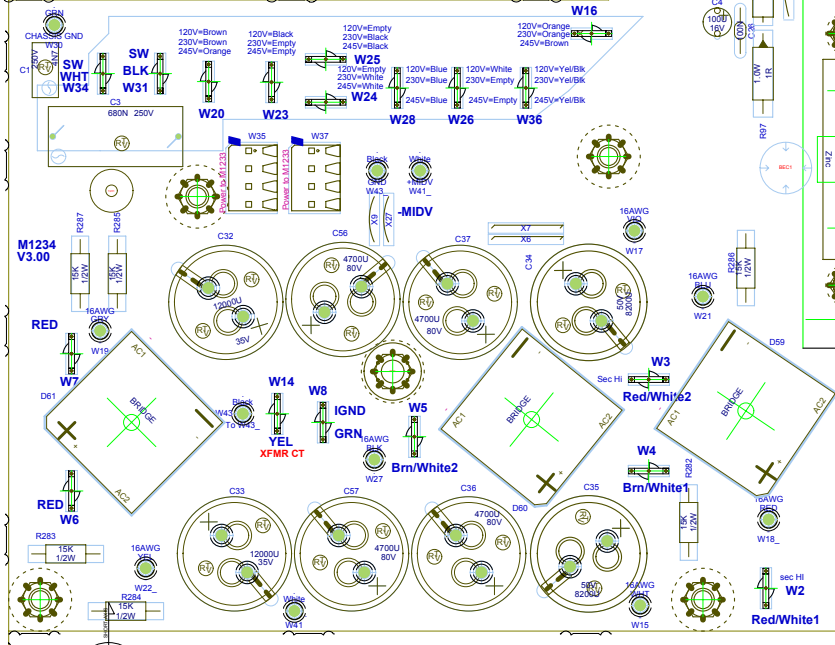 GRN
CHASSIS GND
W30
C1
250V
4N7
SW
WHT
W34
SW
BLK
W31
120V=Brown
230V=White
245V=Orange
W20
120V=Black
230V=Empty
245V=Empty
W23
120V=Empty
230V=Black
245V=Black
W25
120V=Empty
230V=White
245V=White
W24
120V=Blue
230V=Blue
245V=Blue
W28
120V=White
230V=Empty
245V=Empty
W26
120V=Yel/Blk
230V=Yel/Blk
245V=Yel/Blk
W36
W16
120V=Orange
230V=Orange
245V=Brown
C4
100U
16V
C26
1.0W
1R
R97
Zinc
BEC1
C3
680N 250V
W35
Power to M1233
W37
Power to M1233
Black
GND
W43
White
+MIDV
W41_
X9
X27
-MIDV
X7
X6
16AWG
VIO
W17
R287
R285
15K
1/2W
15K
1/2W
M1234
V3.00
C32
12000U
35V
C56
4700U
80V
C37
4700U
80V
C34
50V
8200U
16AWG
BLU
W21
R286
15K
1/2W
RED
W7
16AWG
GRY
W19
D61
AC1
BRIDGE
AC2
RED
W6
Black
W43
To W43_
W14
YEL
XFMR CT
W8
IGND
GRN
16AWG
BLK
W27
W5
Brn/White2
AC1
BRIDGE
AC2
D60
Sec Hi
W3
Red/White2
W4
Brn/White1
D59
AC1
BRIDGE
AC2
R282
15K
1/2W
16AWG
RED
W18_
R283
15K
1/2W
16AWG
YEL
W22_
R284
15K
1/2W
C33
12000U
35V
C57
4700U
80V
C36
4700U
80V
C35
50V
8200U
White
W41
16AWG
WHT
W15
sec HI
W2
Red/White1